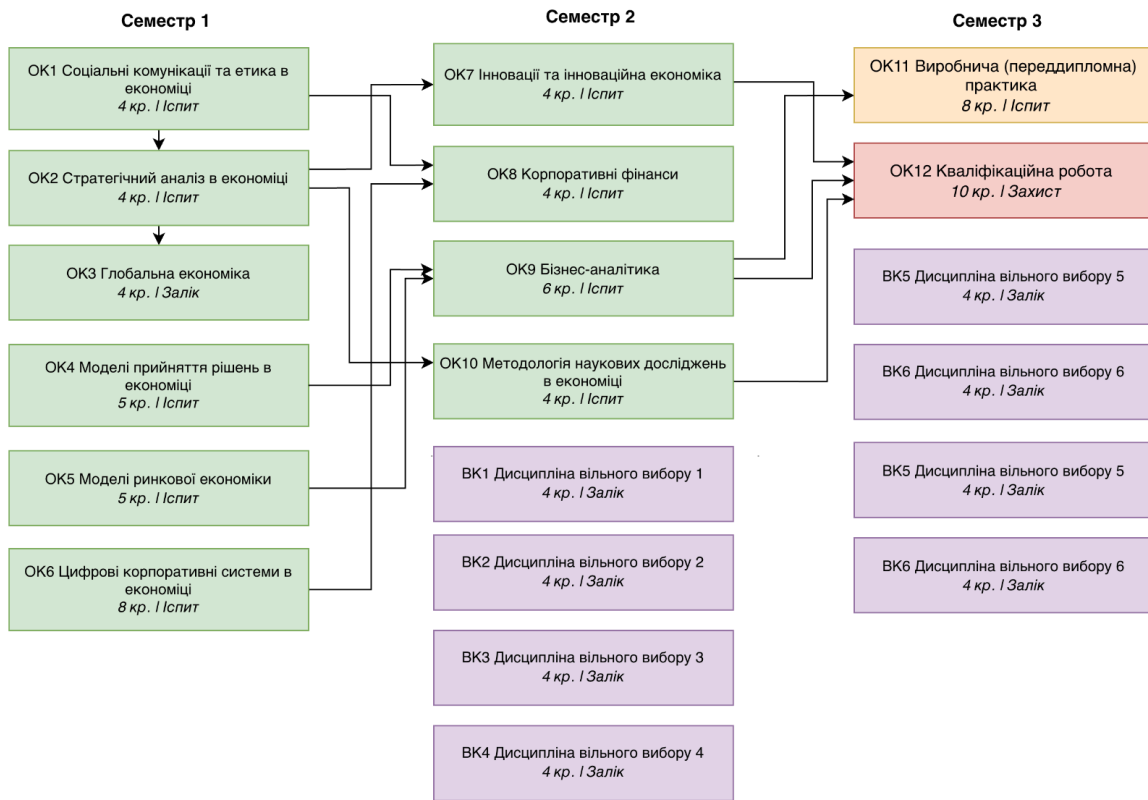 Семестр 1
ОК1 Соціальні комунікації та етика в
економіці
4 кр. | Іспит
ОК2 Стратегічний аналіз в економіці
4 кр. | Іспит
ОК3 Глобальна економіка
4 кр. | Залік
ОК4 Моделі прийняття рішень в
економіці
5 кр. | Іспит
ОК5 Моделі ринкової економіки
5 кр. | Іспит
ОК6 Цифрові корпоративні системи в
економіці
8 кр. | Іспит
Семестр 2
ОК7 Інновації та інноваційна економіка
4 кр. | Іспит
ОК8 Корпоративні фінанси
4 кр. | Іспит
ОК9 Бізнес-аналітика
6 кр. | Іспит
ОК10 Методологія наукових досліджень
в економіці
4 кр. | Іспит
ВК1 Дисципліна вільного вибору 1
4 кр. | Залік
ВК2 Дисципліна вільного вибору 2
4 кр. | Залік
ВК3 Дисципліна вільного вибору 3
4 кр. | Залік
ВК4 Дисципліна вільного вибору 4
4 кр. | Залік
Семестр 3
ОК11 Виробнича (переддипломна)
практика
8 кр. | Іспит
ОК12 Кваліфікаційна робота
10 кр. | Захист
ВК5 Дисципліна вільного вибору 5
4 кр. | Залік
ВК6 Дисципліна вільного вибору 6
4 кр. | Залік
ВК5 Дисципліна вільного вибору 5
4 кр. | Залік
ВК6 Дисципліна вільного вибору 6
4 кр. | Залік